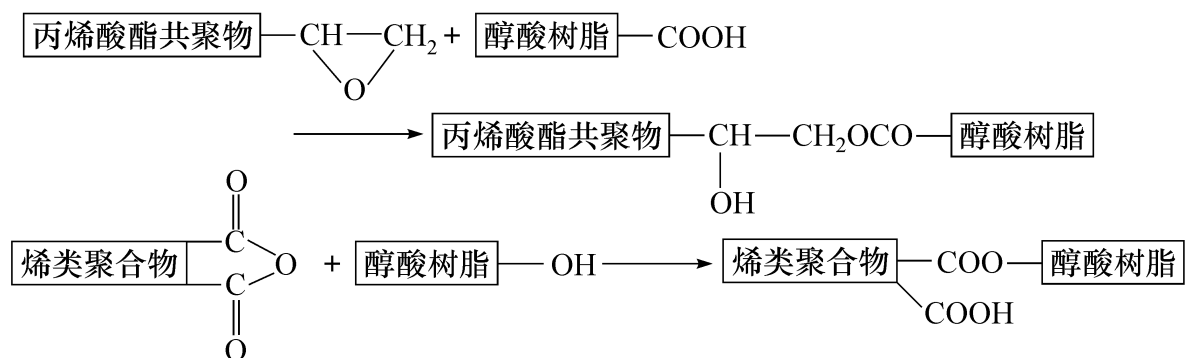 丙烯酸酯共聚物—CH—CH₂ + 醇酸树脂—COOH
O
丙烯酸酯共聚物—CH—CH₂OCO—醇酸树脂
OH
O
C
烯类聚合物 O + 醇酸树脂—OH 烯类聚合物—COO—醇酸树脂
C
COOH
O